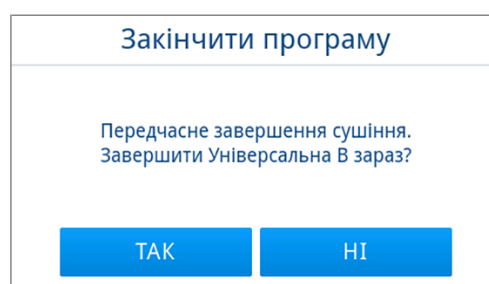 Закінчити програму
Передчасне завершення сушіння.
Завершити Універсальна B зараз?
ТАК
НІ